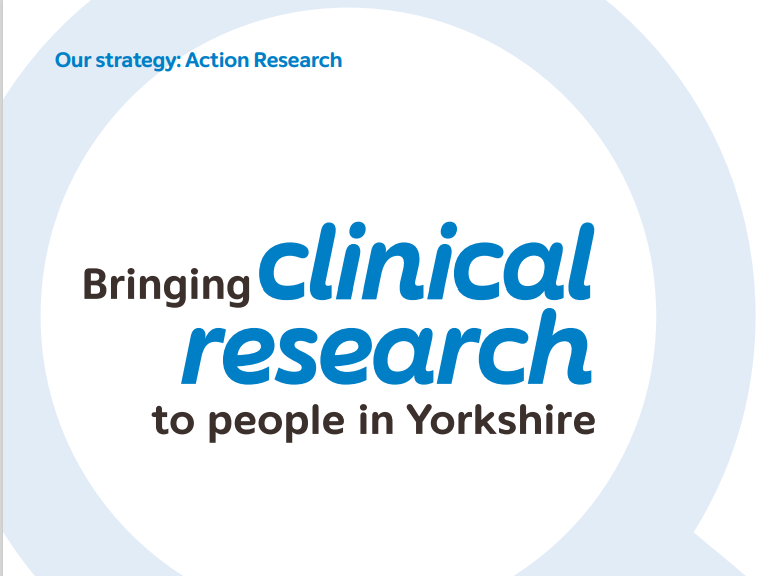 Our strategy: Action Research
Bringing clinical
research
to people in Yorkshire